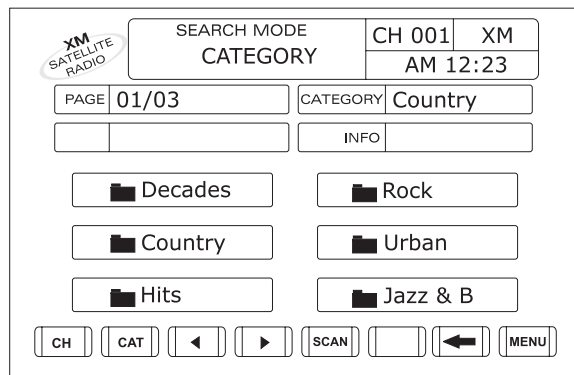 XM
SATELLITE
RADIO
SEARCH MODE
CATEGORY
CH 001 XM
AM 12:23
PAGE 01/03
CATEGORY Country
INFO
Decades
Rock
Country
Urban
Hits
Jazz & B
CH CAT SCAN MENU